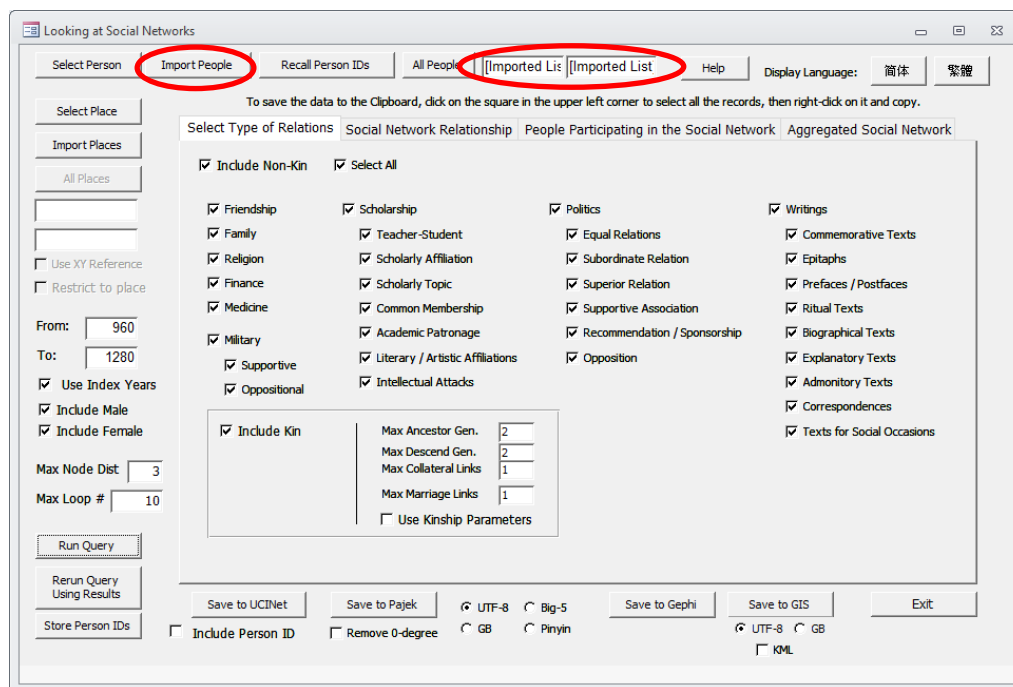 Looking at Social Networks
Select Person Import People Recall Person IDs All People [Imported Lis [Imported List Help Display Language: 简体 繁體
To save the data to the Clipboard, click on the square in the upper left corner to select all the records, then right-click on it and copy.
Select Place
Import Places
All Places
Use XY Reference
Restrict to place
From: 960
To: 1280
Use Index Years
Include Male
Include Female
Max Node Dist 3
Max Loop # 10
Run Query
Rerun Query
Using Results
Store Person IDs
Select Type of Relations Social Network Relationship People Participating in the Social Network Aggregated Social Network
Include Non-Kin Select All
Friendship
Family
Religion
Finance
Medicine
Military
Supportive
Oppositional
Scholarship
Teacher-Student
Scholarly Affiliation
Scholarly Topic
Common Membership
Academic Patronage
Literary / Artistic Affiliations
Intellectual Attacks
Politics
Equal Relations
Subordinate Relation
Superior Relation
Supportive Association
Recommendation / Sponsorship
Opposition
Writings
Commemorative Texts
Epitaphs
Prefaces / Postfaces
Ritual Texts
Biographical Texts
Explanatory Texts
Admonitory Texts
Correspondences
Texts for Social Occasions
Include Kin
Max Ancestor Gen. 2
Max Descend Gen. 2
Max Collateral Links 1
Max Marriage Links 1
Use Kinship Parameters
Save to UCINet Save to Pajek UTF-8 Big-5 Save to Gephi Save to GIS Exit
Include Person ID Remove 0-degree GB Pinyin UTF-8 GB
KML